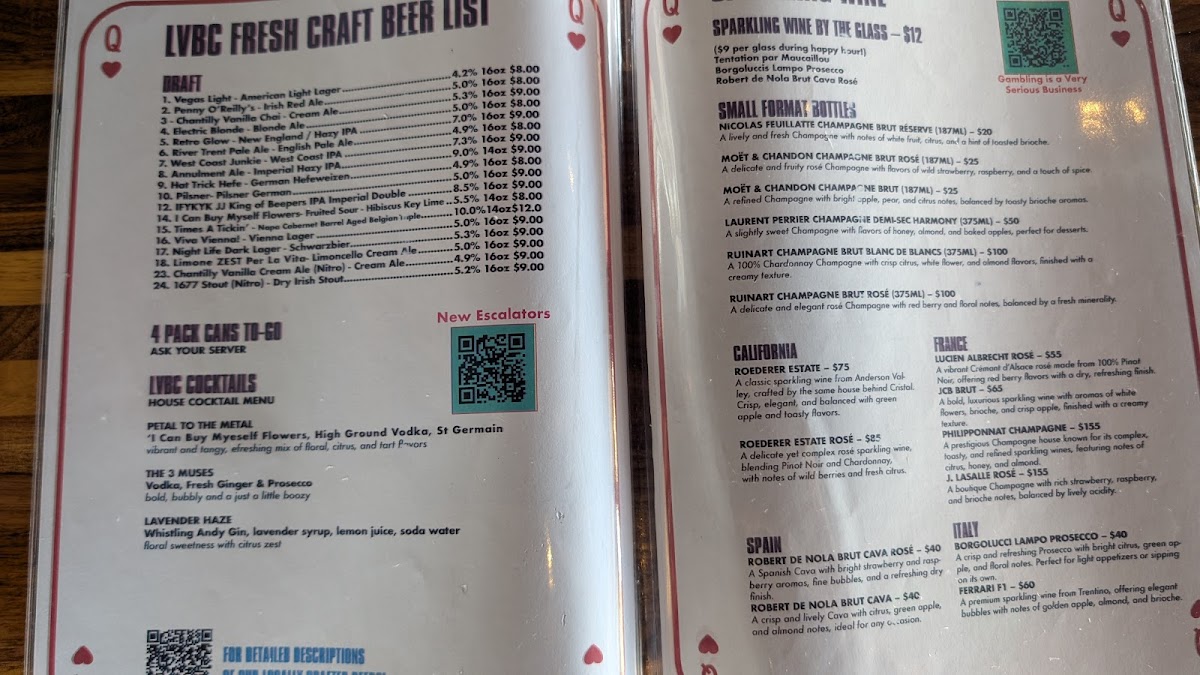 LVBC FRESH CRAFT BEER LIST
DRAFT
1. Vegas Light - American Light Lager 4.2% 16oz $8.00
2. Penny O'Reilly's - Irish Red Ale 5.0% 16oz $8.00
3 - Chantilly Vanilla Chai - Cream Ale 5.3% 16oz $9.00
4. Electric Blonde - Blonde Ale 5.0% 16oz $8.00
5. Retro Glow - New England / Hazy IPA 7.0% 16oz $9.00
6. River Trent Pale Ale - English Pale Ale 4.9% 16oz $8.00
7. West Coast Junkie - West Coast IPA 7.3% 16oz $9.00
8. Annulment Ale - Imperial Hazy IPA 9.0% 14oz $9.00
9. Hat Trick Hefe - German Hefeweizen 4.9% 16oz $8.00
10. Pilsner- Pilsner German 5.0% 16oz $9.00
12. IFYKYK JJ King of Beepers IPA Imperial Double 8.5% 16oz $9.00
14. I Can Buy Myself Flowers- Fruited Sour - Hibiscus Key Lime 5.5% 14oz $8.00
15. Times A Tickin' - Napa Cabernet Barrel Aged Belgian 10.0%14oz$12.0
16. Viva Vienna! - Vienna Lager 5.0% 16oz $9.00
17. Night Life Dark Lager - Schwarzbier 5.3% 16oz $9.00
18. Limone ZEST Per La Vita- Limoncello Cream Ale 5.0% 16oz $9.00
23. Chantilly Vanilla Cream Ale (Nitro) - Cream Ale 4.9% 16oz $9.00
24. 1677 Stout (Nitro) - Dry Irish Stout 5.2% 16oz $9.00
4 PACK CANS TO-GO
ASK YOUR SERVER
New Escalators
LVBC COCKTAILS
HOUSE COCKTAIL MENU
PETAL TO THE METAL
'I Can Buy Myeself Flowers, High Ground Vodka, St Germain
vibrant and tangy, efreshing mix of floral, citrus, and tart
THE 3 MUSES
Vodka, Fresh Ginger & Prosecco
bold, bubbly and a just a little boozy
LAVENDER HAZE
Whistling Andy Gin, lavender syrup, lemon juice, soda water
floral sweetness with citrus zest
FOR DETAILED DESCRIPTIONS
OF OUR LOCALLY CRAFTED BEERS!
Q
Q
WINE
SPARKLING WINE BY THE GLASS – $12
($9 per glass during happy hour!)
Tentation par Maucaillou
Borgoluccis Lampo Prosecco
Robert de Nola Brut Cava Rosé
Gambling is a Very
Serious Business
SMALL FORMAT BOTTLES
NICOLAS FEUILLATTE CHAMPAGNE BRUT RÉSERVE (187ML) – $20
A lively and fresh Champagne with notes of white fruit, citrus, and a hint of toasted brioche.
MOËT & CHANDON CHAMPAGNE BRUT ROSÉ (187ML) – $25
A delicate and fruity rosé Champagne with flavors of wild strawberry, raspberry, and a touch of spice.
MOËT & CHANDON CHAMPAGNE BRUT (187ML) – $25
A refined Champagne with bright apple, pear, and citrus notes, balanced by toasty brioche aromas.
LAURENT PERRIER CHAMPAGNE DEMI-SEC HARMONY (375ML) – $50
A slightly sweet Champagne with flavors of honey, almond, and baked apples, perfect for desserts.
RUINART CHAMPAGNE BRUT BLANC DE BLANCS (375ML) – $100
A 100% Chardonnay Champagne with crisp citrus, white flower, and almond flavors, finished with a
creamy texture.
RUINART CHAMPAGNE BRUT ROSÉ (375ML) – $100
A delicate and elegant rosé Champagne with red berry and floral notes, balanced by a fresh minerality.
CALIFORNIA
ROEDERER ESTATE – $75
A classic sparkling wine from Anderson Val-
ley, crafted by the same house behind Cristal.
Crisp, elegant, and balanced with green
apple and toasty flavors.
ROEDERER ESTATE ROSÉ – $85
A delicate yet complex rosé sparkling wine,
blending Pinot Noir and Chardonnay,
with notes of wild berries and fresh citrus.
FRANCE
LUCIEN ALBRECHT ROSÉ – $55
A vibrant Crémant d'Alsace rosé made from 100% Pinot
Noir, offering red berry flavors with a dry, refreshing finish.
JCB BRUT – $65
A bold, luxurious sparkling wine with aromas of white
flowers, brioche, and crisp apple, finished with a creamy
texture.
PHILIPPONNAT CHAMPAGNE – $155
A prestigious Champagne house known for its complex,
toasty, and refined sparkling wines, featuring notes of
citrus, honey, and almond.
J. LASALLE ROSÉ – $155
A boutique Champagne with rich strawberry, raspberry,
and brioche notes, balanced by lively acidity.
SPAIN
ROBERT DE NOLA BRUT CAVA ROSÉ – $40
A Spanish Cava with bright strawberry and rasp-
berry aromas, fine bubbles, and a refreshing dry
finish.
ROBERT DE NOLA BRUT CAVA – $40
A crisp and lively Cava with citrus, green apple,
and almond notes, ideal for any occasion.
ITALY
BORGOLUCCI LAMPO PROSECCO – $40
A crisp and refreshing Prosecco with bright citrus, green ap-
ple, and floral notes. Perfect for light appetizers or sipping
on its own.
FERRARI F1 – $60
A premium sparkling wine from Trentino, offering elegant
bubbles with notes of golden apple, almond, and brioche.
Q
Q